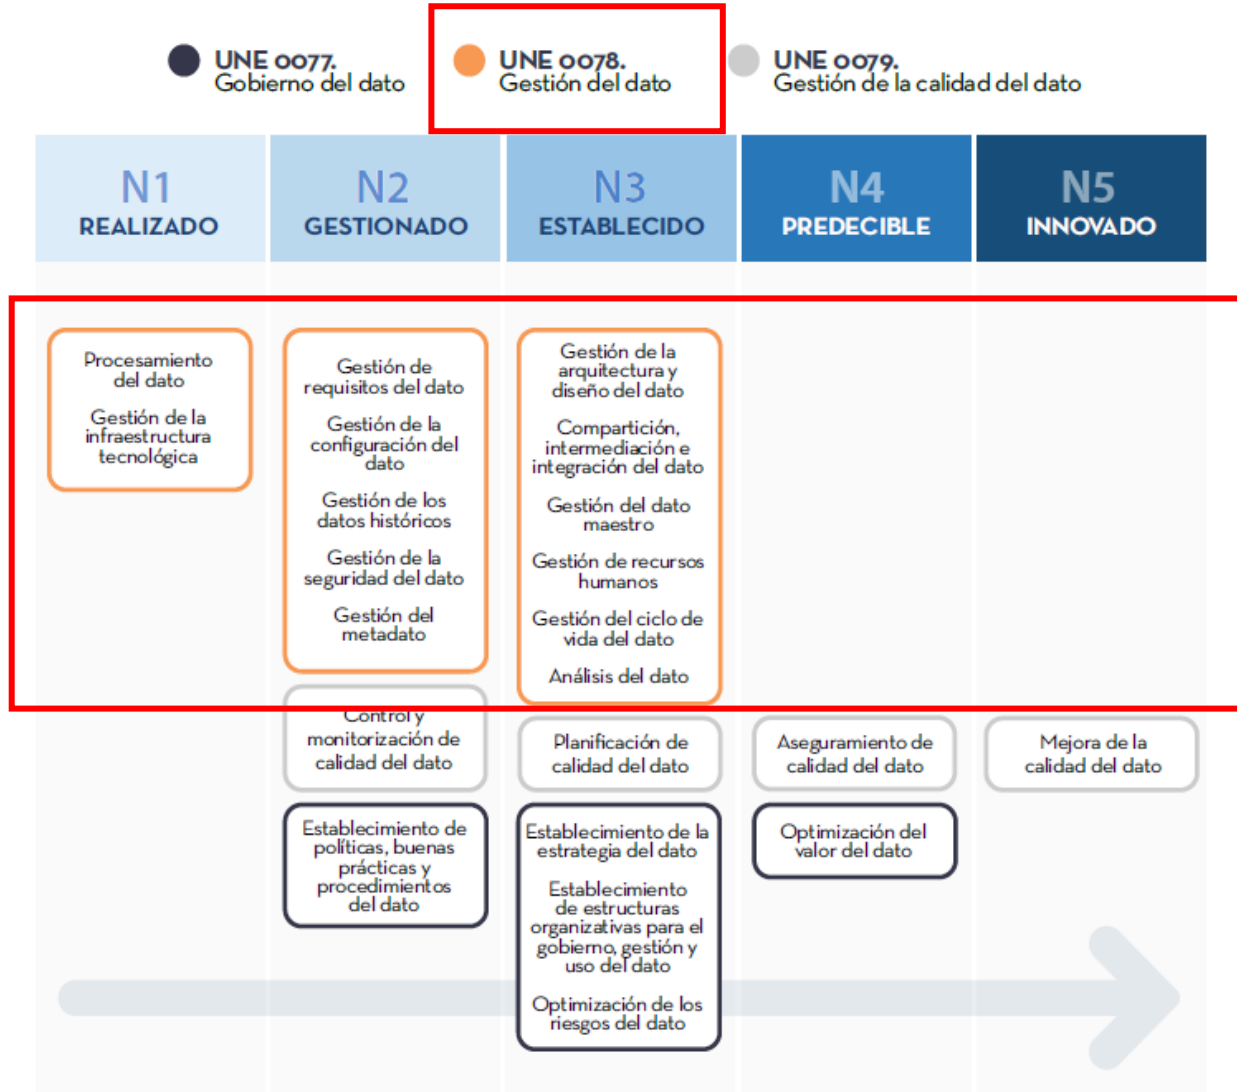 UNE 0077.
Gobierno del dato
UNE 0078.
Gestión del dato
UNE 0079.
Gestión de la calidad del dato
N1
REALIZADO
N2
GESTIONADO
N3
ESTABLECIDO
N4
PREDECIBLE
N5
INNOVADO
Procesamiento
del dato
Gestión de la
infraestructura
tecnológica
Gestión de
requisitos del dato
Gestión de la
configuración del
dato
Gestión de los
datos históricos
Gestión de la
seguridad del dato
Gestión del
metadato
Gestión de la
arquitectura y
diseño del dato
Compartición,
intermediación e
integración del dato
Gestión del dato
maestro
Gestión de recursos
humanos
Gestión del ciclo de
vida del dato
Análisis del dato
Control y
monitorización de
calidad del dato
Planificación de
calidad del dato
Aseguramiento de
calidad del dato
Mejora de la
calidad del dato
Establecimiento de
políticas, buenas
prácticas y
procedimientos
del dato
Establecimiento de la
estrategia del dato
Establecimiento
de estructuras
organizativas para el
gobierno, gestión y
uso del dato
Optimización de los
riesgos del dato
Optimización del
valor del dato